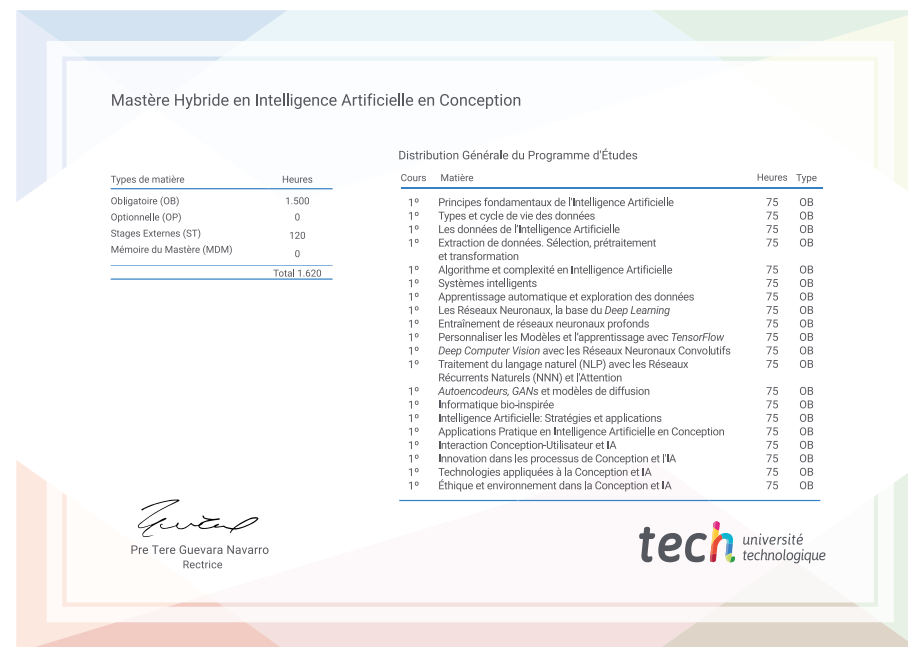 Mastère Hybride en Intelligence Artificielle en Conception
Types de matière Heures
Obligatoire (OB) 1.500
Optionnelle (OP) 0
Stages Externes (ST) 120
Mémoire du Mastère (MDM) 0
Total 1.620
Distribution Générale du Programme d'Études
Cours Matière Heures Type
1º Principes fondamentaux de l'Intelligence Artificielle 75 OB
1º Types et cycle de vie des données 75 OB
1º Les données de l'Intelligence Artificielle 75 OB
1º Extraction de données. Sélection, prétraitement 75 OB
et transformation
1º Algorithme et complexité en Intelligence Artificielle 75 OB
1º Systèmes intelligents 75 OB
1º Apprentissage automatique et exploration des données 75 OB
1º Les Réseaux Neuronaux, la base du Deep Learning 75 OB
1º Entraînement de réseaux neuronaux profonds 75 OB
1º Personnaliser les Modèles et l'apprentissage avec TensorFlow 75 OB
1º Deep Computer Vision avec les Réseaux Neuronaux Convolutifs 75 OB
1º Traitement du langage naturel (NLP) avec les Réseaux 75 OB
Récurrents Naturels (NNN) et l'Attention
1º Autoencodeurs, GANs et modèles de diffusion 75 OB
1º Informatique bio-inspirée 75 OB
1º Intelligence Artificielle: Stratégies et applications 75 OB
1º Applications Pratique en Intelligence Artificielle en Conception 75 OB
1º Interaction Conception-Utilisateur et IA 75 OB
1º Innovation dans les processus de Conception et l'IA 75 OB
1º Technologies appliquées à la Conception et IA 75 OB
1º Éthique et environnement dans la Conception et IA 75 OB
Pre Tere Guevara Navarro
Rectrice
tech université
technologique